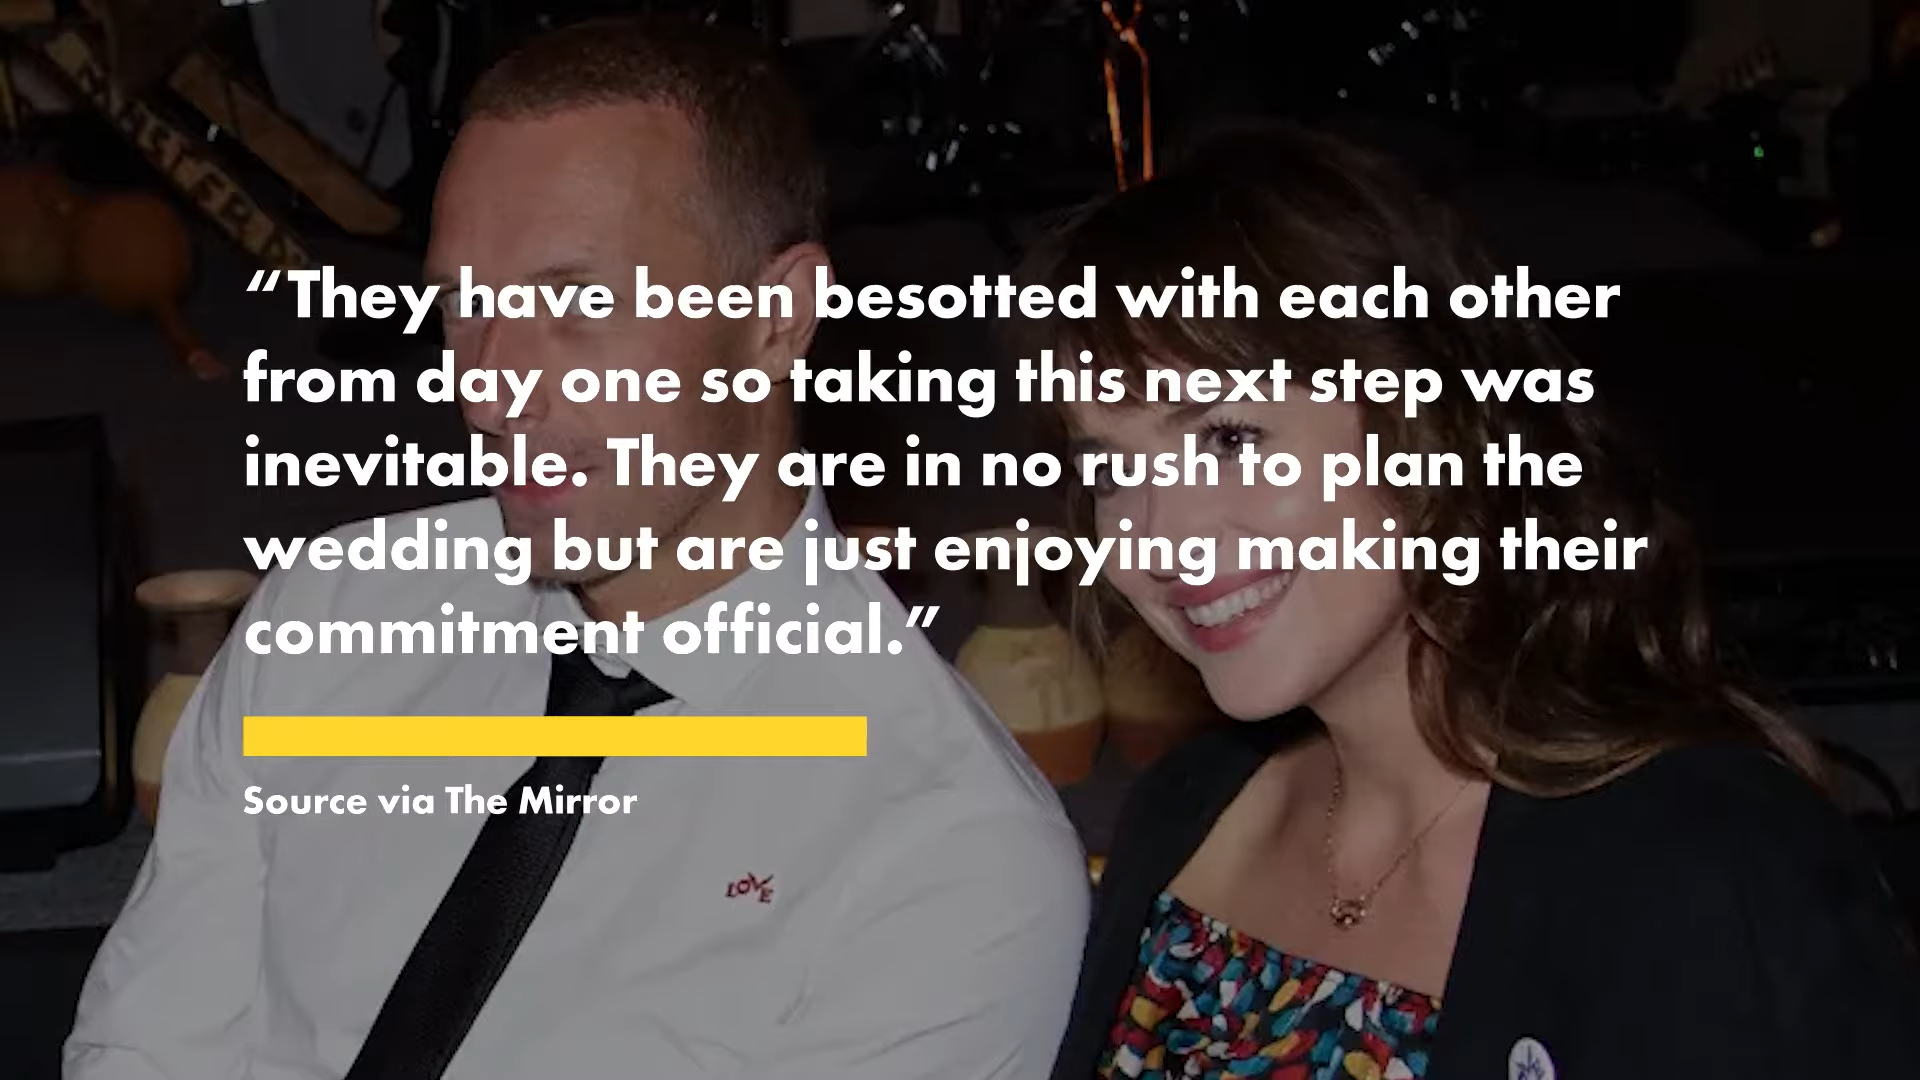 “They have been besotted with each other
from day one so taking this next step was
inevitable. They are in no rush to plan the
wedding but are just enjoying making their
commitment official.”
Source via The Mirror
LOVE